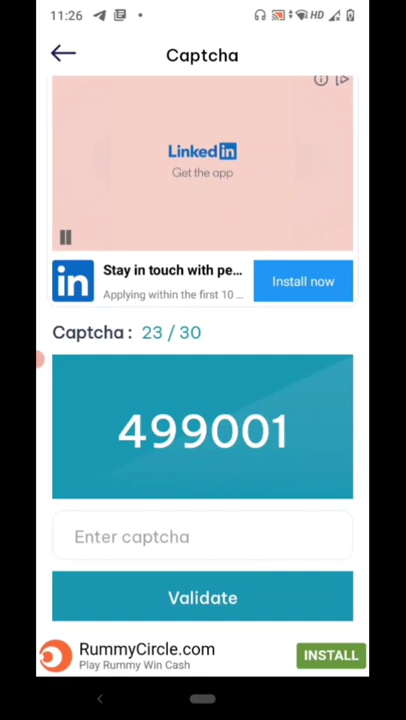 11:26
HD
Captcha
Linked in
Get the app
in
Stay in touch with pe...
Applying within the first 10 ...
Install now
Captcha : 23 / 30
499001
Enter captcha
Validate
RummyCircle.com
Play Rummy Win Cash
INSTALL